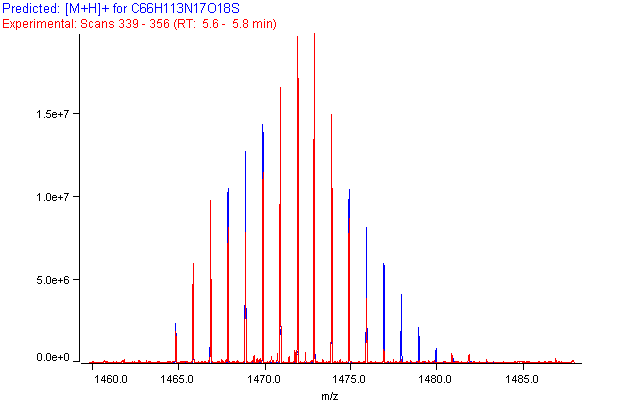 Predicted: [M+H]+ for C66H113N17O18S
Experimental: Scans 339 - 356 (RT:  5.6 -  5.8 min)
1.5e+7
1.0e+7
5.0e+6
0.0e+0
1460.0 1465.0 1470.0 1475.0 1480.0 1485.0
m/z